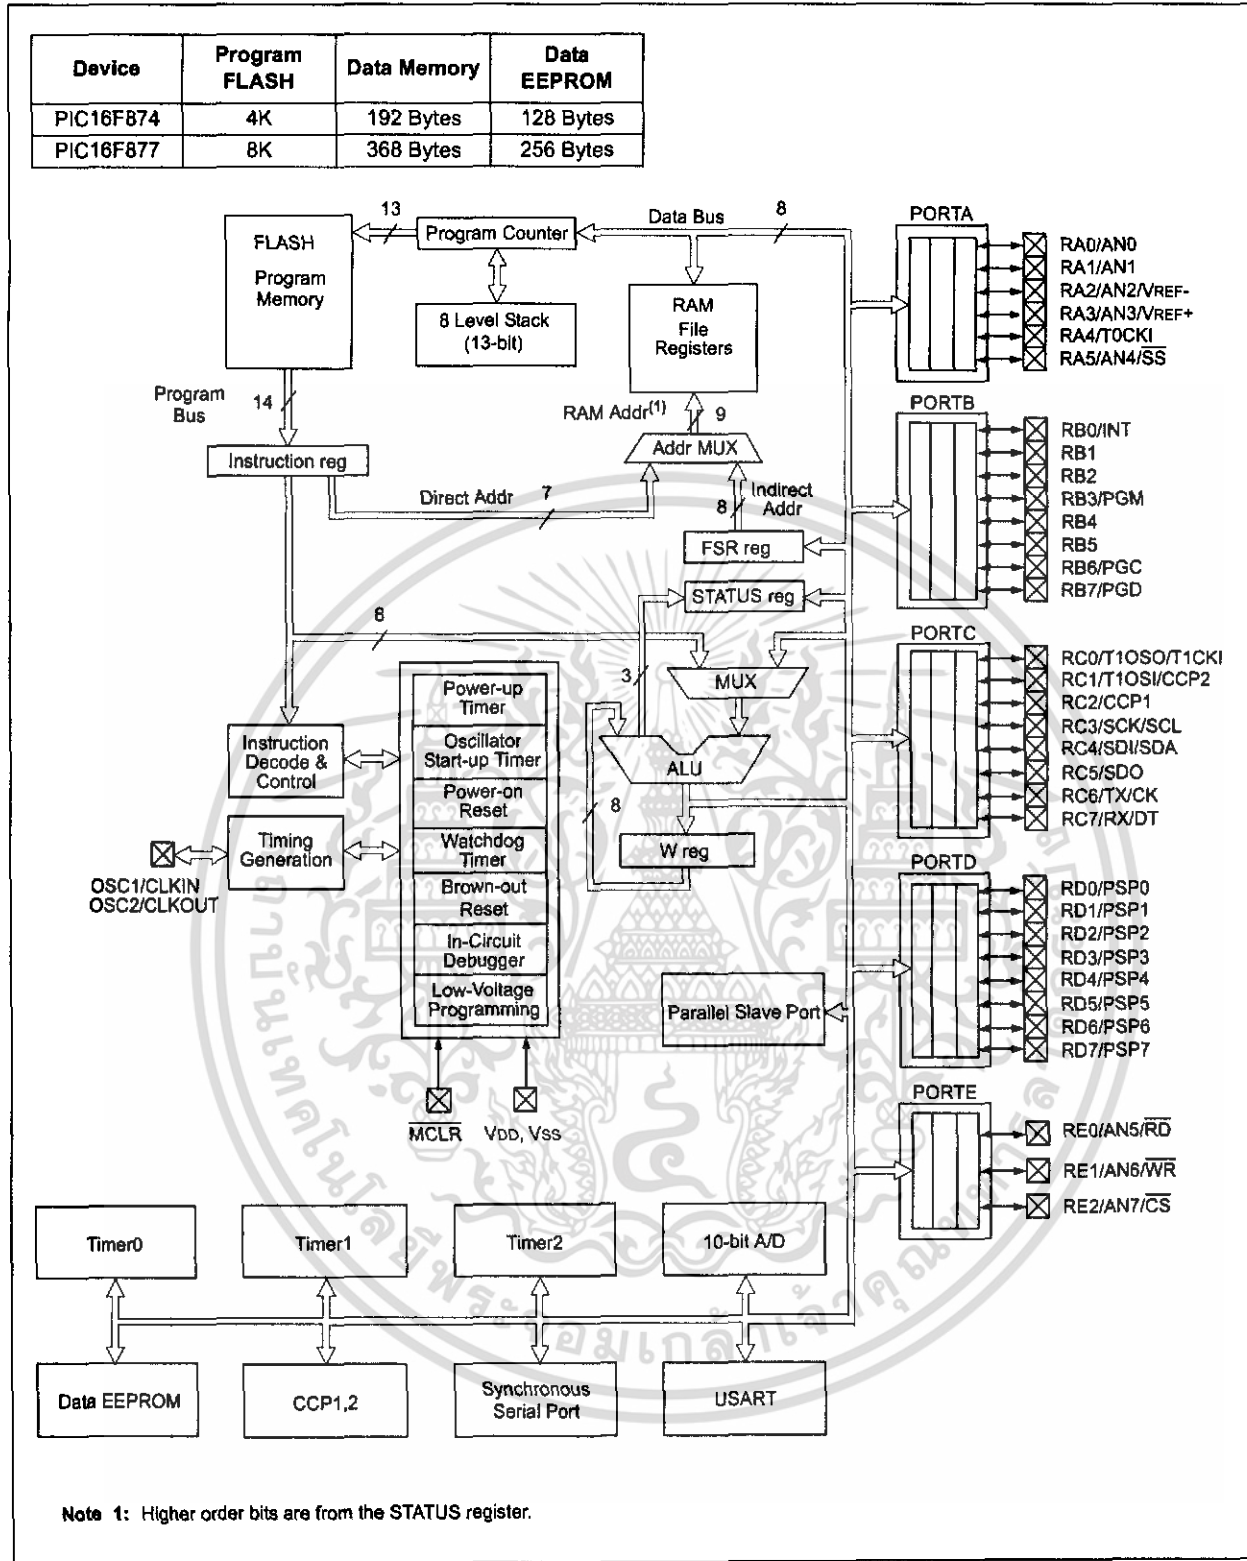 Device Program FLASH Data Memory Data EEPROM
PIC16F874 4K 192 Bytes 128 Bytes
PIC16F877 8K 368 Bytes 256 Bytes
FLASH
Program
Memory
13
Program Counter
Data Bus
8
8 Level Stack
(13-bit)
RAM
File
Registers
Program
Bus
14
RAM Addr(1)
9
Addr MUX
Instruction reg
Direct Addr
7
8
Indirect
Addr
FSR reg
STATUS reg
8
3
MUX
ALU
8
W reg
Power-up
Timer
Oscillator
Start-up Timer
Power-on
Reset
Watchdog
Timer
Brown-out
Reset
In-Circuit
Debugger
Low-Voltage
Programming
Instruction
Decode &
Control
Timing
Generation
OSC1/CLKIN
OSC2/CLKOUT
MCLR
VDD, VSS
Parallel Slave Port
PORTA
RA0/AN0
RA1/AN1
RA2/AN2/VREF-
RA3/AN3/VREF+
RA4/T0CKI
RA5/AN4/SS
PORTB
RB0/INT
RB1
RB2
RB3/PGM
RB4
RB5
RB6/PGC
RB7/PGD
PORTC
RC0/T1OSO/T1CKI
RC1/T1OSI/CCP2
RC2/CCP1
RC3/SCK/SCL
RC4/SDI/SDA
RC5/SDO
RC6/TX/CK
RC7/RX/DT
PORTD
RD0/PSP0
RD1/PSP1
RD2/PSP2
RD3/PSP3
RD4/PSP4
RD5/PSP5
RD6/PSP6
RD7/PSP7
PORTE
RE0/AN5/RD
RE1/AN6/WR
RE2/AN7/CS
Timer0
Timer1
Timer2
10-bit A/D
Data EEPROM
CCP1,2
Synchronous
Serial Port
USART
Note 1: Higher order bits are from the STATUS register.